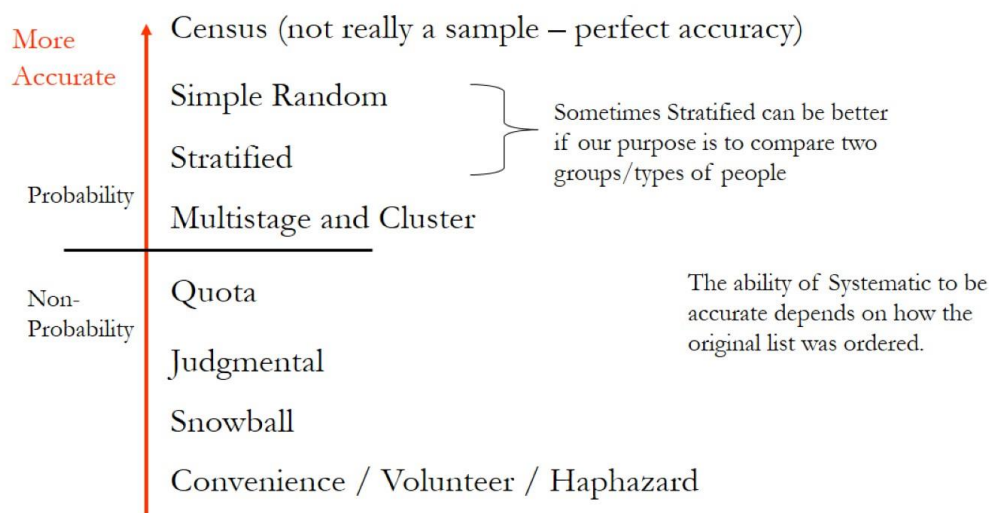 More
Accurate
Census (not really a sample – perfect accuracy)
Simple Random
Stratified
Sometimes Stratified can be better
if our purpose is to compare two
groups/types of people
Probability
Multistage and Cluster
Non-
Probability
Quota
The ability of Systematic to be
accurate depends on how the
original list was ordered.
Judgmental
Snowball
Convenience / Volunteer / Haphazard